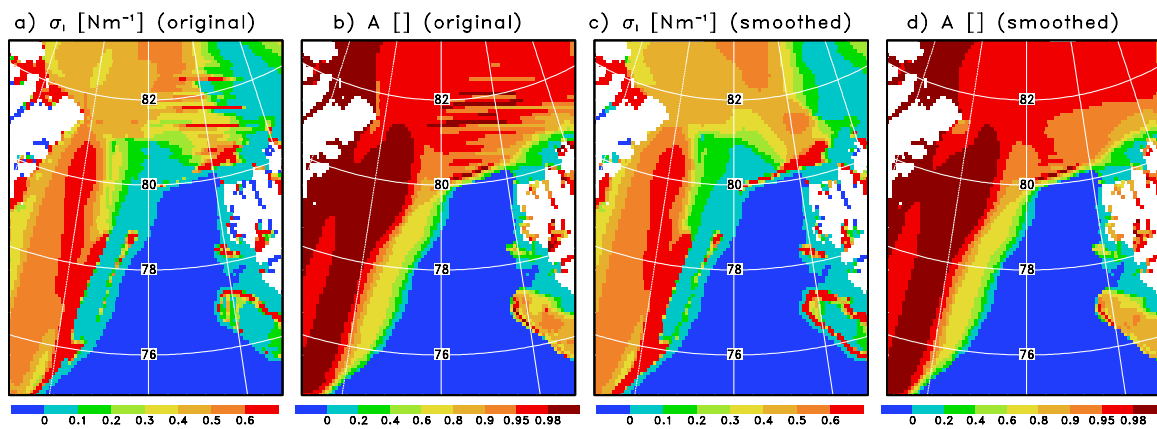 a) σ₁ [Nm⁻¹] (original)
b) A [] (original)
c) σ₁ [Nm⁻¹] (smoothed)
d) A [] (smoothed)
82 82 82 82
80 80 80 80
78 78 78 78
76 76 76 76
0 0.1 0.2 0.3 0.4 0.5 0.6
0 0.2 0.4 0.6 0.8 0.9 0.95 0.98
0 0.1 0.2 0.3 0.4 0.5 0.6
0 0.2 0.4 0.6 0.8 0.9 0.95 0.98